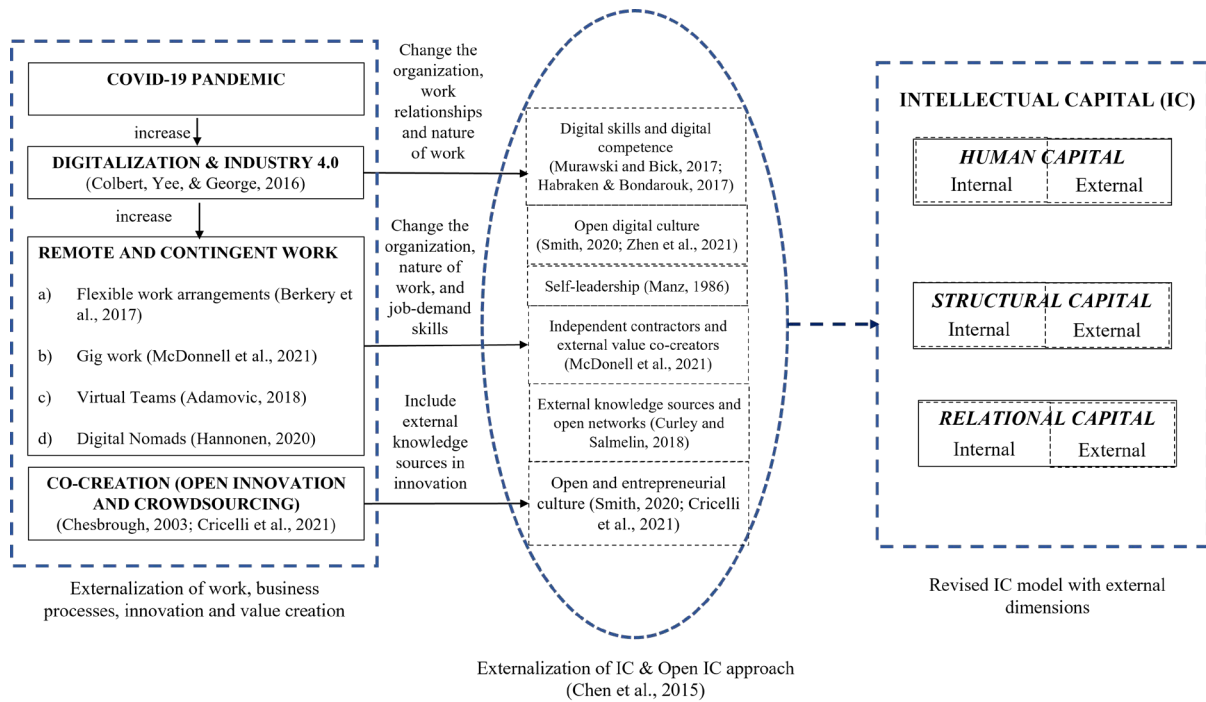 COVID-19 PANDEMIC
increase
DIGITALIZATION & INDUSTRY 4.0
(Colbert, Yee, & George, 2016)
increase
REMOTE AND CONTINGENT WORK
a) Flexible work arrangements (Berkery et
al., 2017)
b) Gig work (McDonnell et al., 2021)
c) Virtual Teams (Adamovic, 2018)
d) Digital Nomads (Hannonen, 2020)
CO-CREATION (OPEN INNOVATION
AND CROWDSOURCING)
(Chesbrough, 2003; Cricelli et al., 2021)
Externalization of work, business
processes, innovation and value creation
Change the
organization,
work
relationships
and nature
of work
Change the
organization,
nature of
work, and
job-demand
skills
Include
external
knowledge
sources in
innovation
Digital skills and digital
competence
(Murawski and Bick, 2017;
Habraken & Bondarouk, 2017)
Open digital culture
(Smith, 2020; Zhen et al., 2021)
Self-leadership (Manz, 1986)
Independent contractors and
external value co-creators
(McDonell et al., 2021)
External knowledge sources and
open networks (Curley and
Salmelin, 2018)
Open and entrepreneurial
culture (Smith, 2020; Cricelli
et al., 2021)
Externalization of IC & Open IC approach
(Chen et al., 2015)
INTELLECTUAL CAPITAL (IC)
HUMAN CAPITAL
Internal External
STRUCTURAL CAPITAL
Internal External
RELATIONAL CAPITAL
Internal External
Revised IC model with external
dimensions